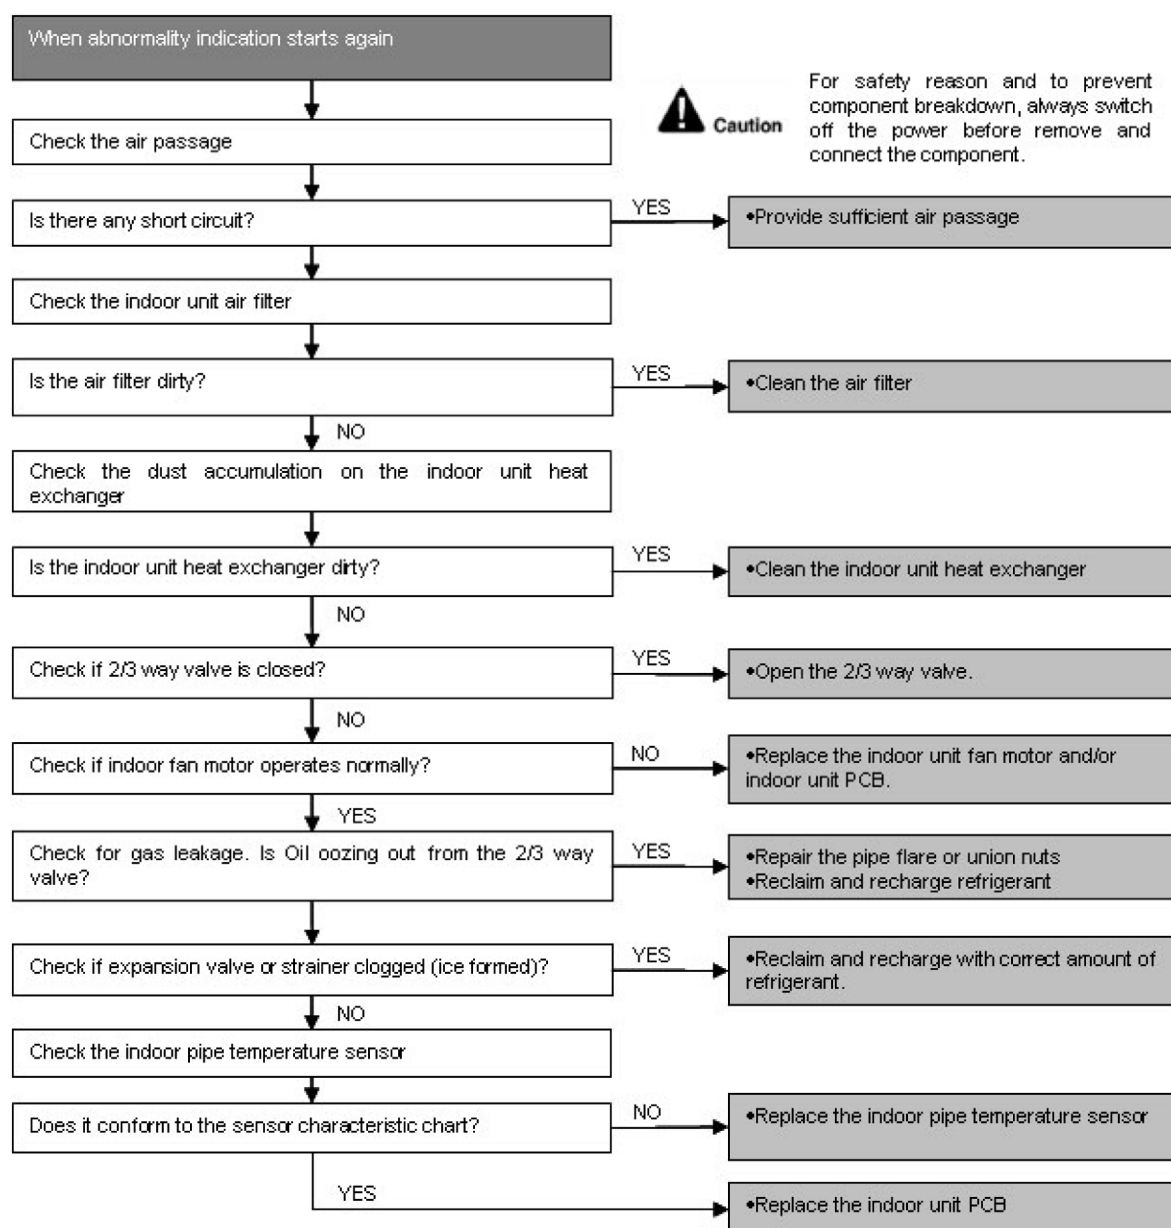 When abnormality indication starts again
For safety reason and to prevent
component breakdown, always switch
off the power before remove and
connect the component.
Caution
Check the air passage
Is there any short circuit?
YES
•Provide sufficient air passage
Check the indoor unit air filter
Is the air filter dirty?
YES
•Clean the air filter
NO
Check the dust accumulation on the indoor unit heat
exchanger
Is the indoor unit heat exchanger dirty?
YES
•Clean the indoor unit heat exchanger
NO
Check if 2/3 way valve is closed?
YES
•Open the 2/3 way valve.
NO
Check if indoor fan motor operates normally?
NO
•Replace the indoor unit fan motor and/or
indoor unit PCB.
YES
Check for gas leakage. Is Oil oozing out from the 2/3 way
valve?
YES
•Repair the pipe flare or union nuts
•Reclaim and recharge refrigerant
Check if expansion valve or strainer clogged (ice formed)?
YES
•Reclaim and recharge with correct amount of
refrigerant.
NO
Check the indoor pipe temperature sensor
Does it conform to the sensor characteristic chart?
NO
•Replace the indoor pipe temperature sensor
YES
•Replace the indoor unit PCB